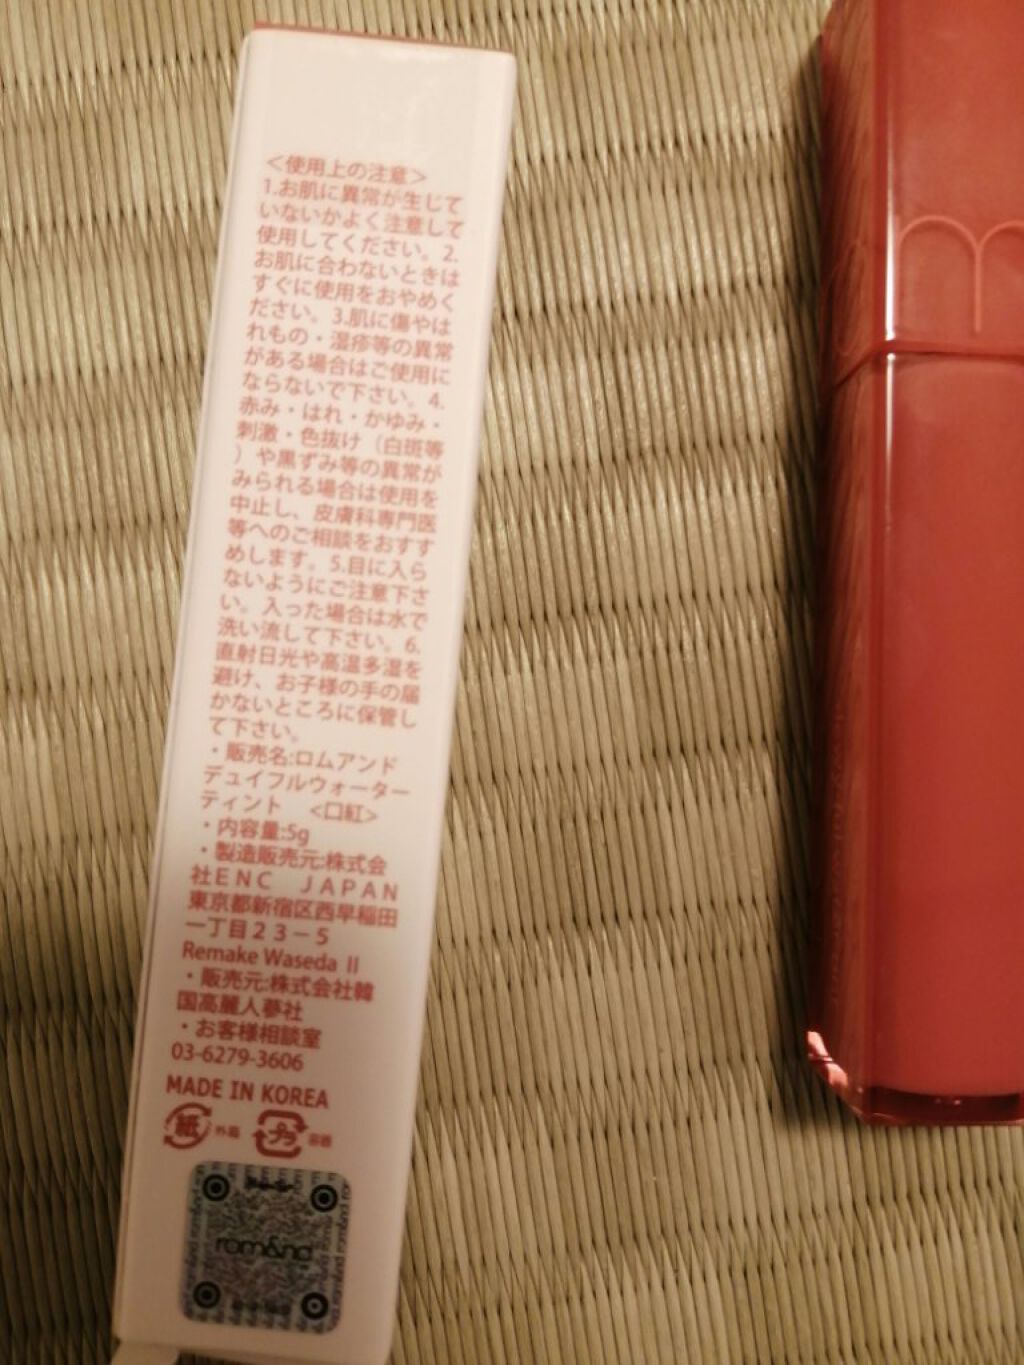 ＜使用上の注意＞
1.お肌に異常が生じて
いないかよく注意して
使用してください。2.
お肌に合わないときは
すぐに使用をおやめく
ださい。3.肌に傷やは
れもの・湿疹等の異常
がある場合はご使用に
ならないで下さい。4.
赤み・はれ・かゆみ・
刺激・色抜け（白斑等
）や黒ずみ等の異常が
みられる場合は使用を
中止し、皮膚科専門医
等へのご相談をおすす
めします。5.目に入ら
ないようにご注意下さ
い。入った場合は水で
洗い流して下さい。6.
直射日光や高温多湿を
避け、お子様の手の届
かないところに保管し
て下さい。
・販売名:ロムアンド
デュイフルウォーター
ティント　<口紅>
・内容量:5g
・製造販売元:株式会
社ＥＮＣ　ＪＡＰＡＮ
東京都新宿区西早稲田
一丁目２３－５
Remake Waseda Ⅱ
・販売元:株式会社韓
国高麗人蔘社
・お客様相談室
03-6279-3606
MADE IN KOREA
紙 外箱 プラ 容器
rom&nd